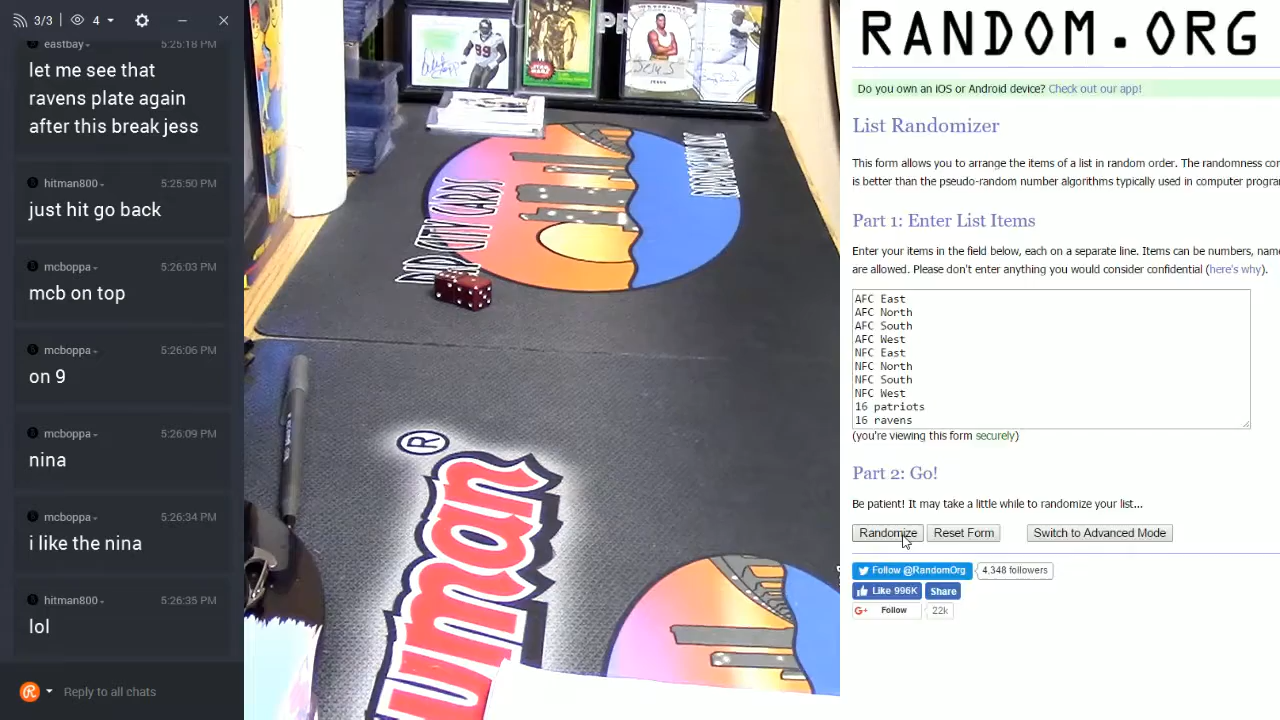 3/3
4
eastbay
5:25:18 PM
let me see that
ravens plate again
after this break jess
hitman800
5:25:50 PM
just hit go back
mcboppa
5:26:03 PM
mcb on top
mcboppa
5:26:06 PM
on 9
mcboppa
5:26:09 PM
nina
mcboppa
5:26:34 PM
i like the nina
hitman800
5:26:35 PM
lol
Reply to all chats
CITY CARDS
®
uman
RANDOM.ORG
Do you own an iOS or Android device? Check out our app!
List Randomizer
This form allows you to arrange the items of a list in random order. The randomness
is better than the pseudo-random number algorithms typically used in computer
Part 1: Enter List Items
Enter your items in the field below, each on a separate line. Items can be numbers,
are allowed. Please don't enter anything you would consider confidential (here's why).
AFC East
AFC North
AFC South
AFC West
NFC East
NFC North
NFC South
NFC West
16 patriots
16 ravens
(you're viewing this form securely)
Part 2: Go!
Be patient! It may take a little while to randomize your list...
Randomize
Reset Form
Switch to Advanced Mode
Follow @RandomOrg
4,348 followers
Like 996K
Share
G+ Follow
22k